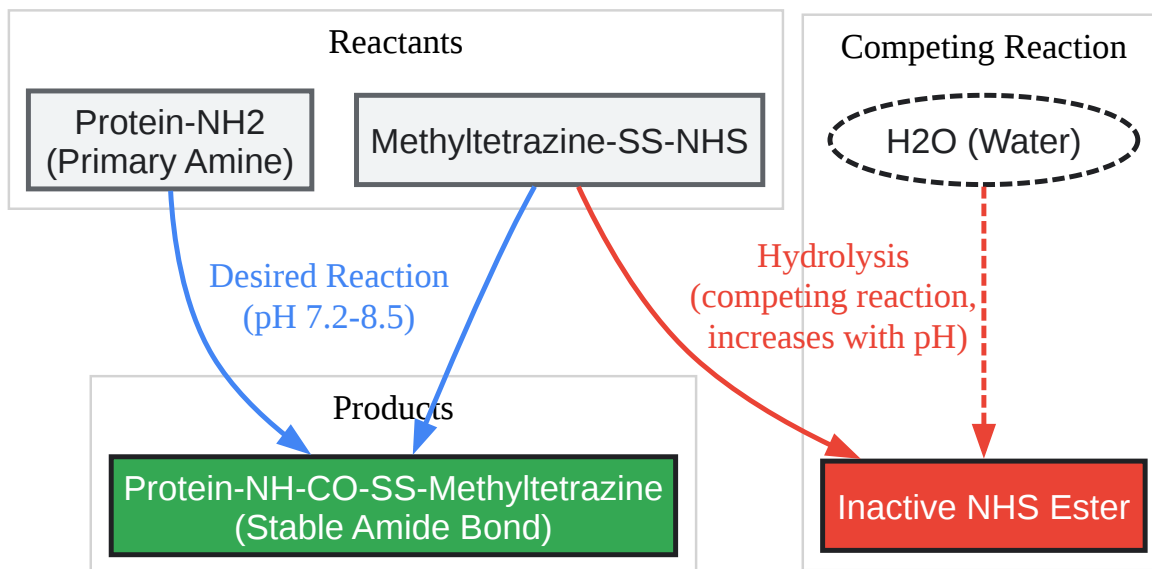 Reactants
Competing Reaction
Protein-NH2
(Primary Amine)
Methyltetrazine-SS-NHS
H2O (Water)
Desired Reaction
(pH 7.2-8.5)
Hydrolysis
(competing reaction,
increases with pH)
Products
Protein-NH-CO-SS-Methyltetrazine
(Stable Amide Bond)
Inactive NHS Ester